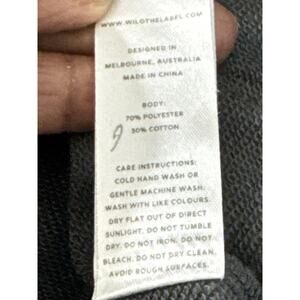 WWW.WILDTHELABEL.COM
DESIGNED IN
MELBOURNE, AUSTRALIA
MADE IN CHINA
BODY:
70% POLYESTER
30% COTTON
CARE INSTRUCTIONS:
COLD HAND WASH OR
GENTLE MACHINE WASH.
WASH WITH LIKE COLOURS.
DRY FLAT OUT OF DIRECT
SUNLIGHT. DO NOT TUMBLE
DRY. DO NOT IRON. DO NOT
BLEACH. DO NOT DRY CLEAN.
AVOID ROUGH SURFACES.